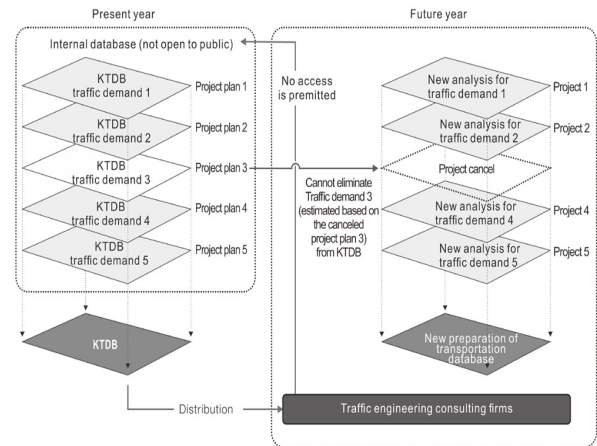 Present year
Future year
Internal database (not open to public)
KTDB
traffic demand 1
Project plan 1
KTDB
traffic demand 2
Project plan 2
KTDB
traffic demand 3
Project plan 3
KTDB
traffic demand 4
Project plan 4
KTDB
traffic demand 5
Project plan 5
KTDB
No access
is premitted
Cannot eliminate
Traffic demand 3
(estimated based on
the canceled
project plan 3)
from KTDB
New analysis for
traffic demand 1
Project 1
New analysis for
traffic demand 2
Project 2
Project cancel
New analysis for
traffic demand 4
Project 4
New analysis for
traffic demand 5
Project 5
New preparation of
transportation
database
Distribution
Traffic engineering consulting firms